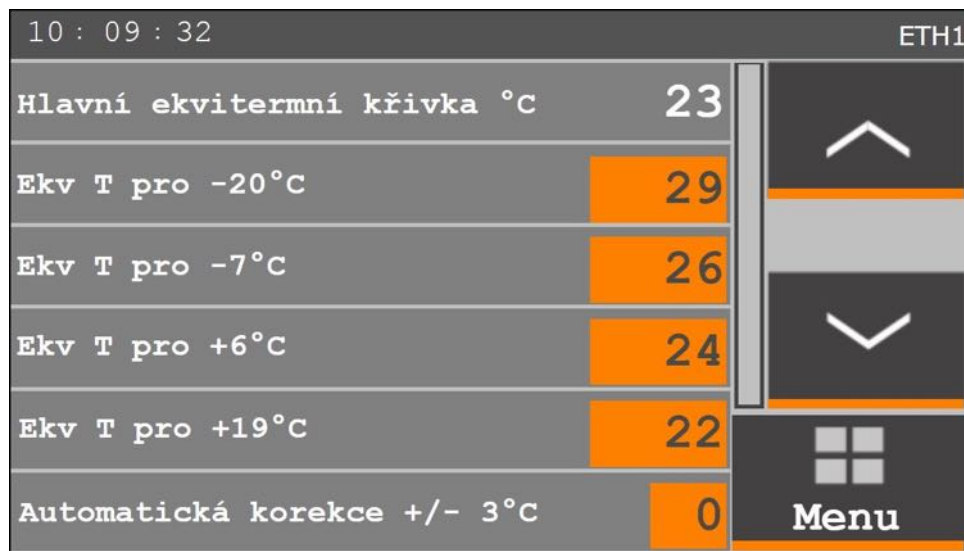 10 : 09 : 32 ETH1
Hlavní ekvitermní křivka °C 23
Ekv T pro -20°C 29
Ekv T pro -7°C 26
Ekv T pro +6°C 24
Ekv T pro +19°C 22
Automatická korekce +/- 3°C 0
Menu